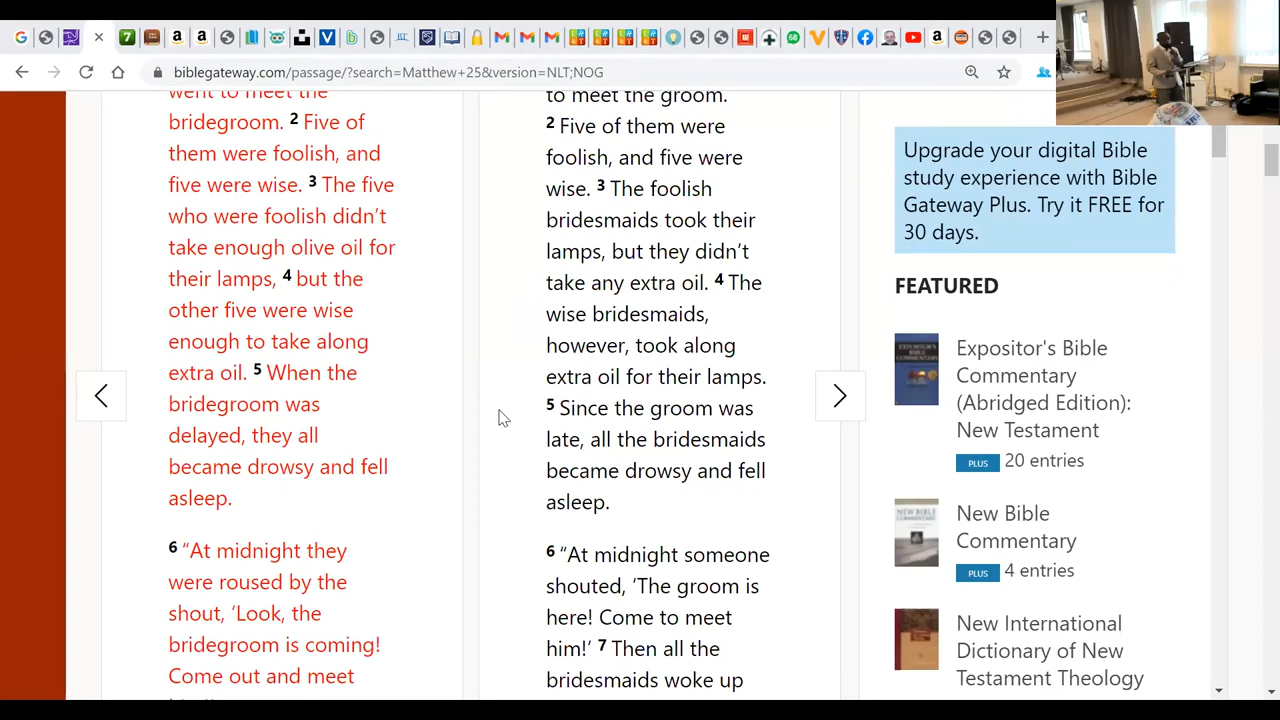 biblegateway.com/passage/?search=Matthew+25&version=NLT;NOG
went to meet the
bridegroom. 2 Five of
them were foolish, and
five were wise. 3 The five
who were foolish didn’t
take enough olive oil for
their lamps, 4 but the
other five were wise
enough to take along
extra oil. 5 When the
bridegroom was
delayed, they all
became drowsy and fell
asleep.
6 “At midnight they
were roused by the
shout, ‘Look, the
bridegroom is coming!
Come out and meet
to meet the groom.
2 Five of them were
foolish, and five were
wise. 3 The foolish
bridesmaids took their
lamps, but they didn’t
take any extra oil. 4 The
wise bridesmaids,
however, took along
extra oil for their lamps.
5 Since the groom was
late, all the bridesmaids
became drowsy and fell
asleep.
6 “At midnight someone
shouted, ‘The groom is
here! Come to meet
him!’ 7 Then all the
bridesmaids woke up
Upgrade your digital Bible
study experience with Bible
Gateway Plus. Try it FREE for
30 days.
FEATURED
Expositor's Bible
Commentary
(Abridged Edition):
New Testament
PLUS 20 entries
New Bible
Commentary
PLUS 4 entries
New International
Dictionary of New
Testament Theology